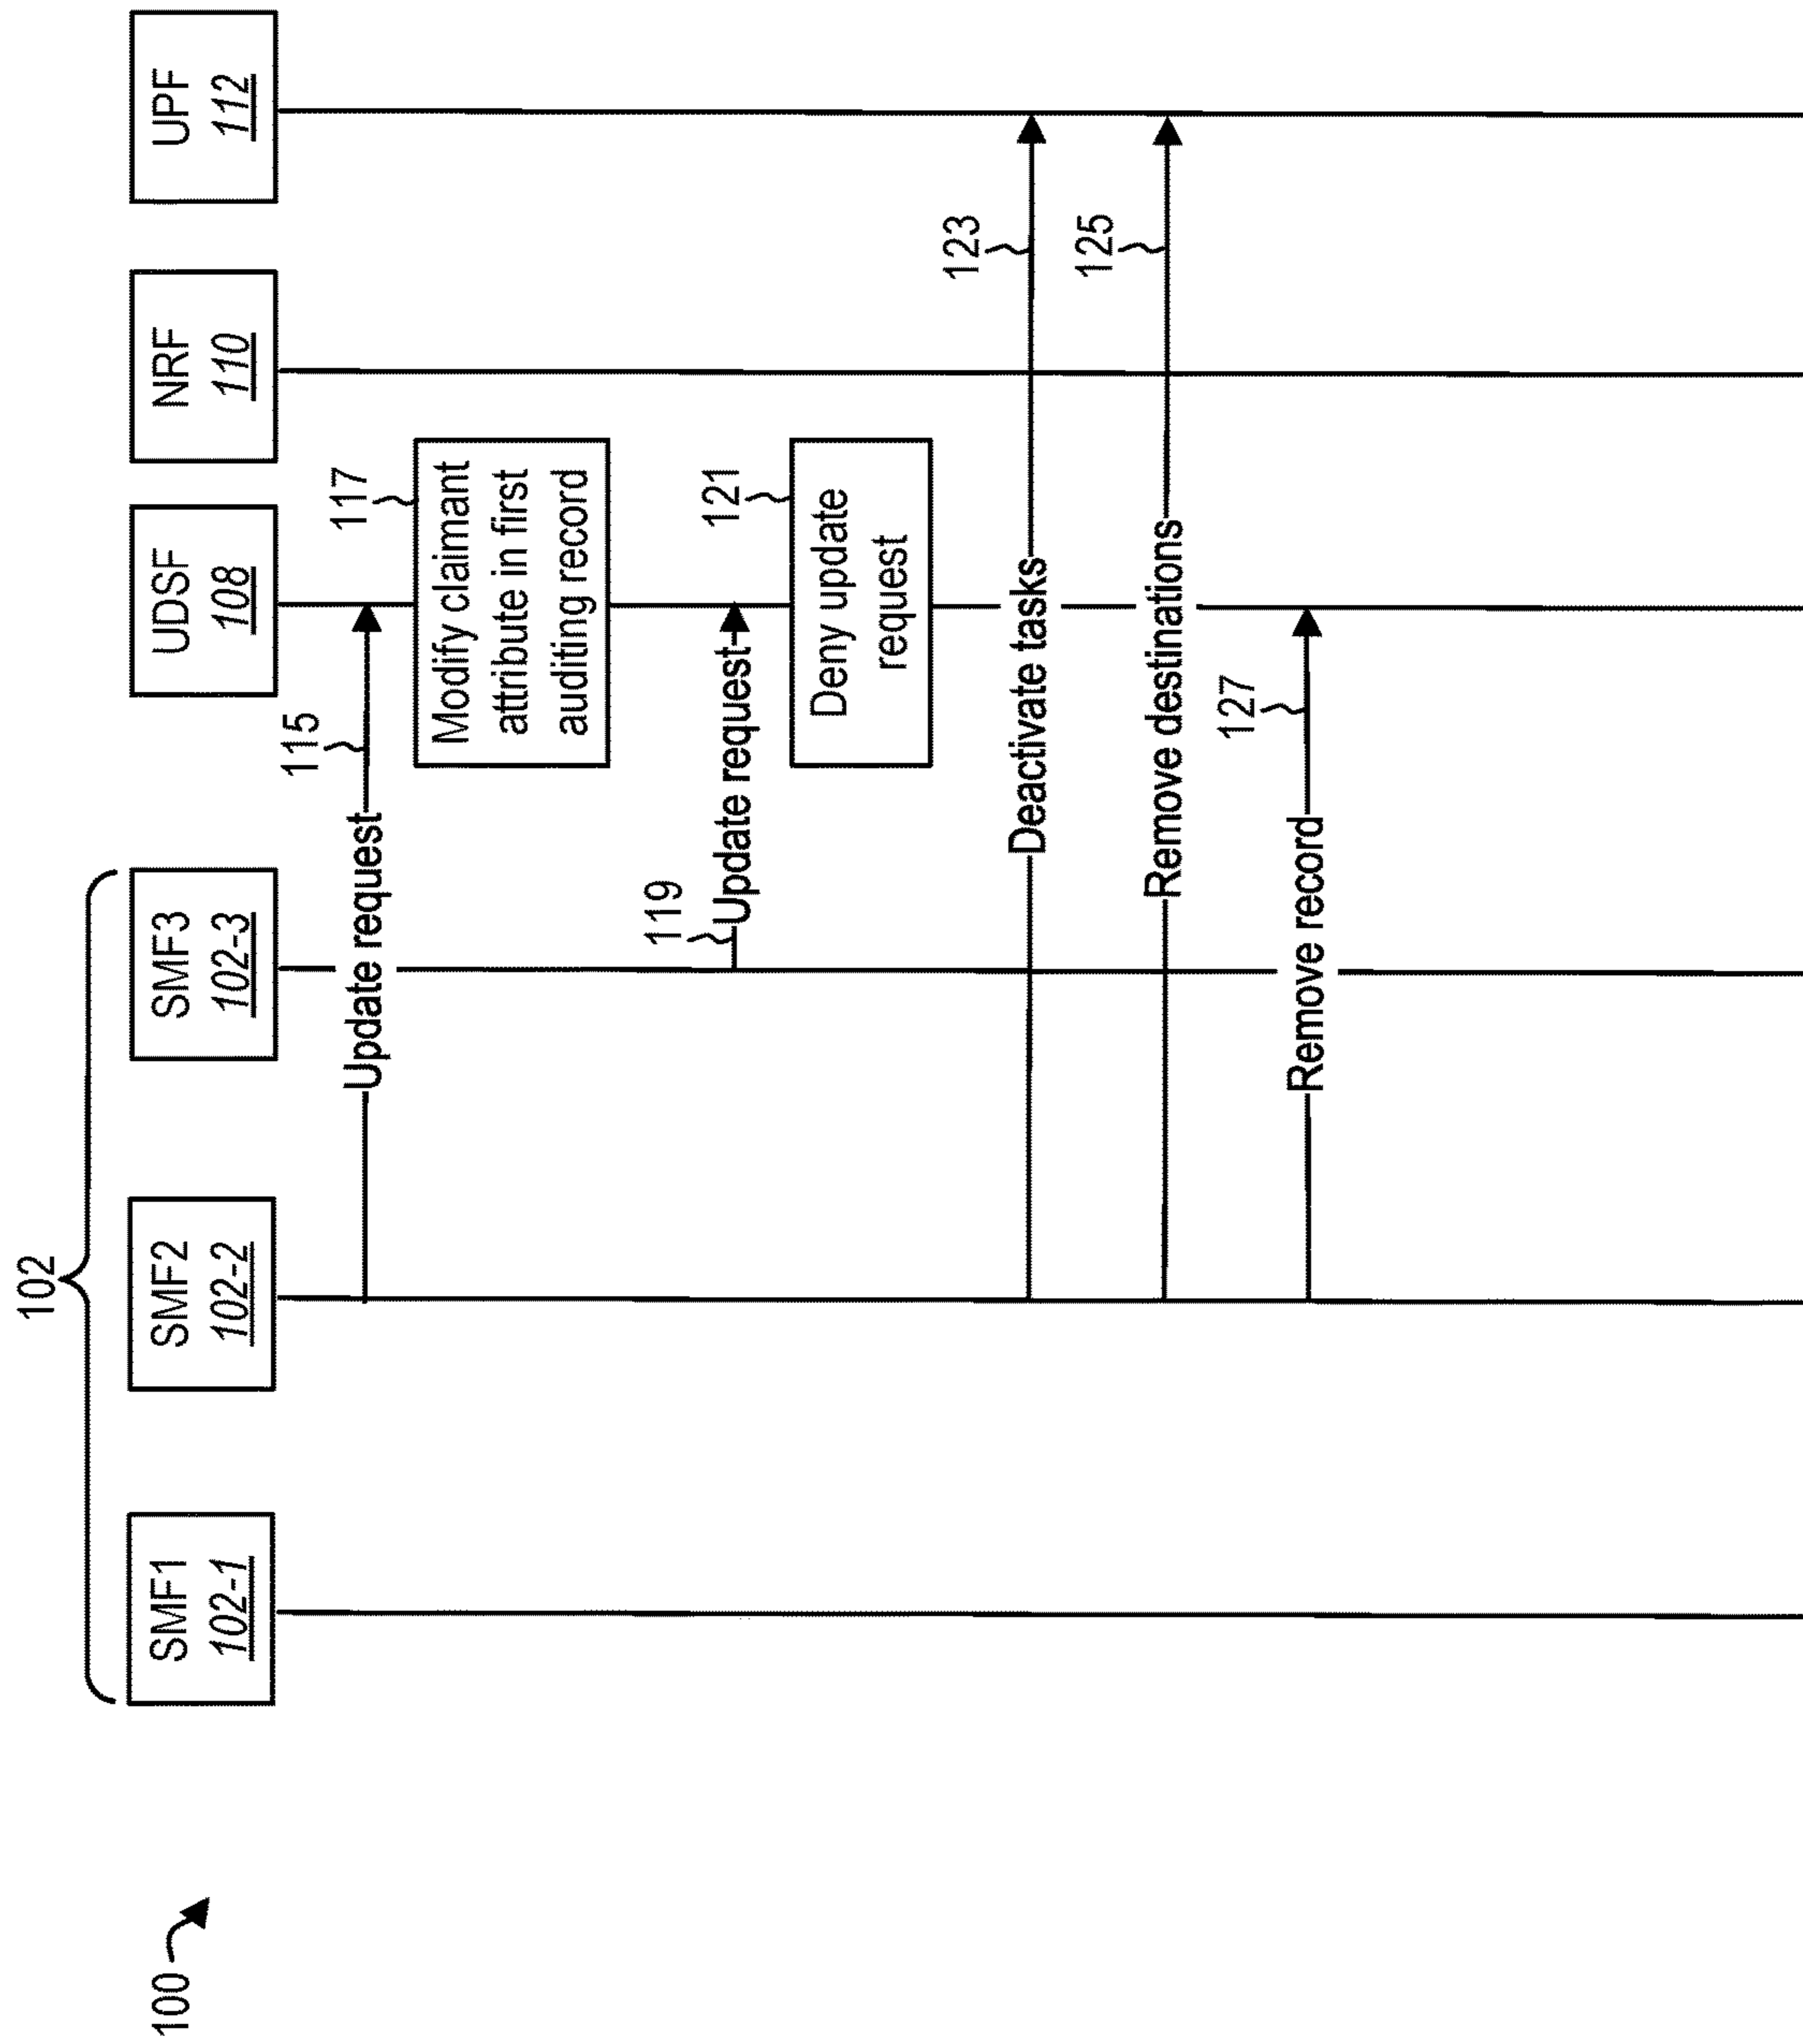 100
102
SMF1
102-1
SMF2
102-2
SMF3
102-3
UDSF
108
NRF
110
UPF
112
Update request
115
117
Modify claimant
attribute in first
auditing record
119
Update request
121
Deny update
request
Deactivate tasks
123
Remove destinations
125
Remove record
127